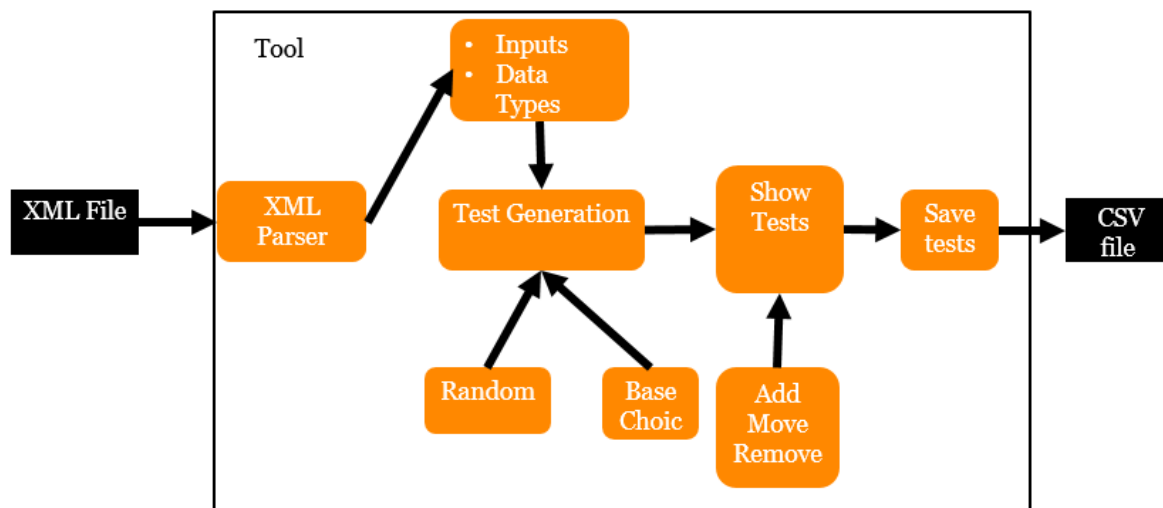 Tool
• Inputs
• Data
Types
XML File
XML
Parser
Test Generation
Show
Tests
Save
tests
CSV
file
Random
Base
Choic
Add
Move
Remove